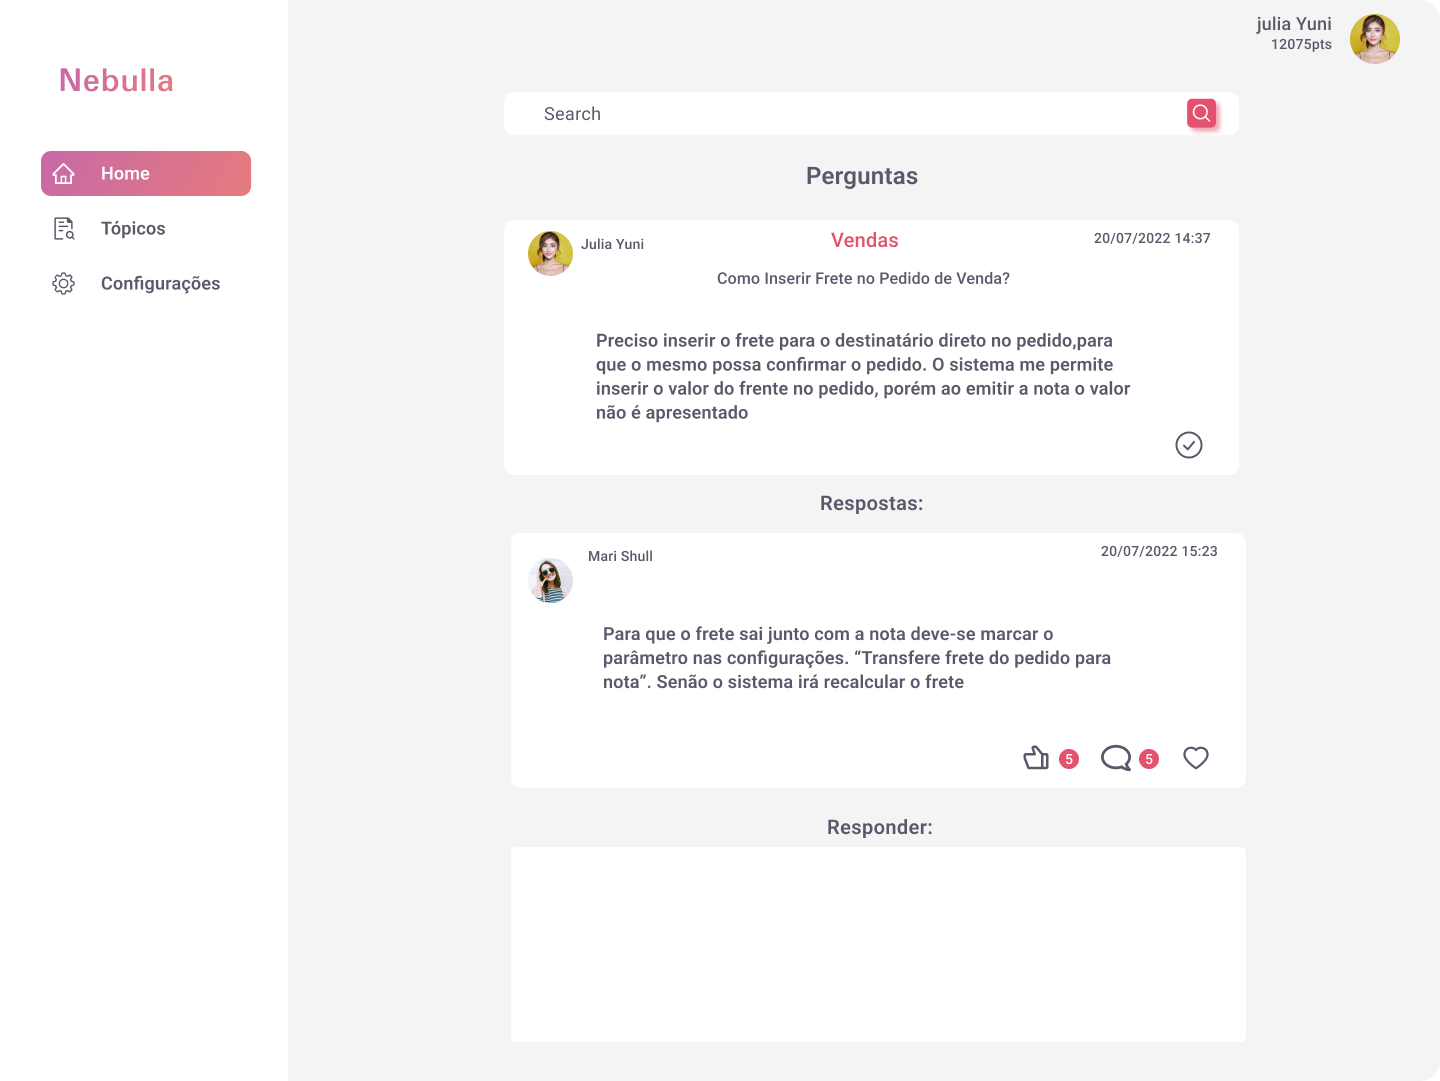 Nebulla
Home
Tópicos
Configurações
julia Yuni
12075pts
Search
Perguntas
Julia Yuni
Vendas
20/07/2022 14:37
Como Inserir Frete no Pedido de Venda?
Preciso inserir o frete para o destinatário direto no pedido,para
que o mesmo possa confirmar o pedido. O sistema me permite
inserir o valor do frente no pedido, porém ao emitir a nota o valor
não é apresentado
Respostas:
Mari Shull
20/07/2022 15:23
Para que o frete sai junto com a nota deve-se marcar o
parâmetro nas configurações. “Transfere frete do pedido para
nota”. Senão o sistema irá recalcular o frete
5
5
Responder: